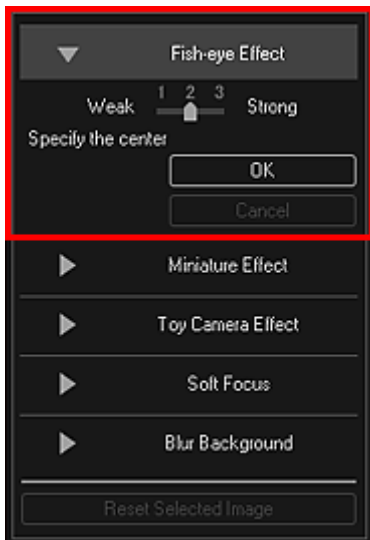 Fish-eye Effect
1 2 3
Weak Strong
Specify the center
OK
Cancel
Miniature Effect
Toy Camera Effect
Soft Focus
Blur Background
Reset Selected Image